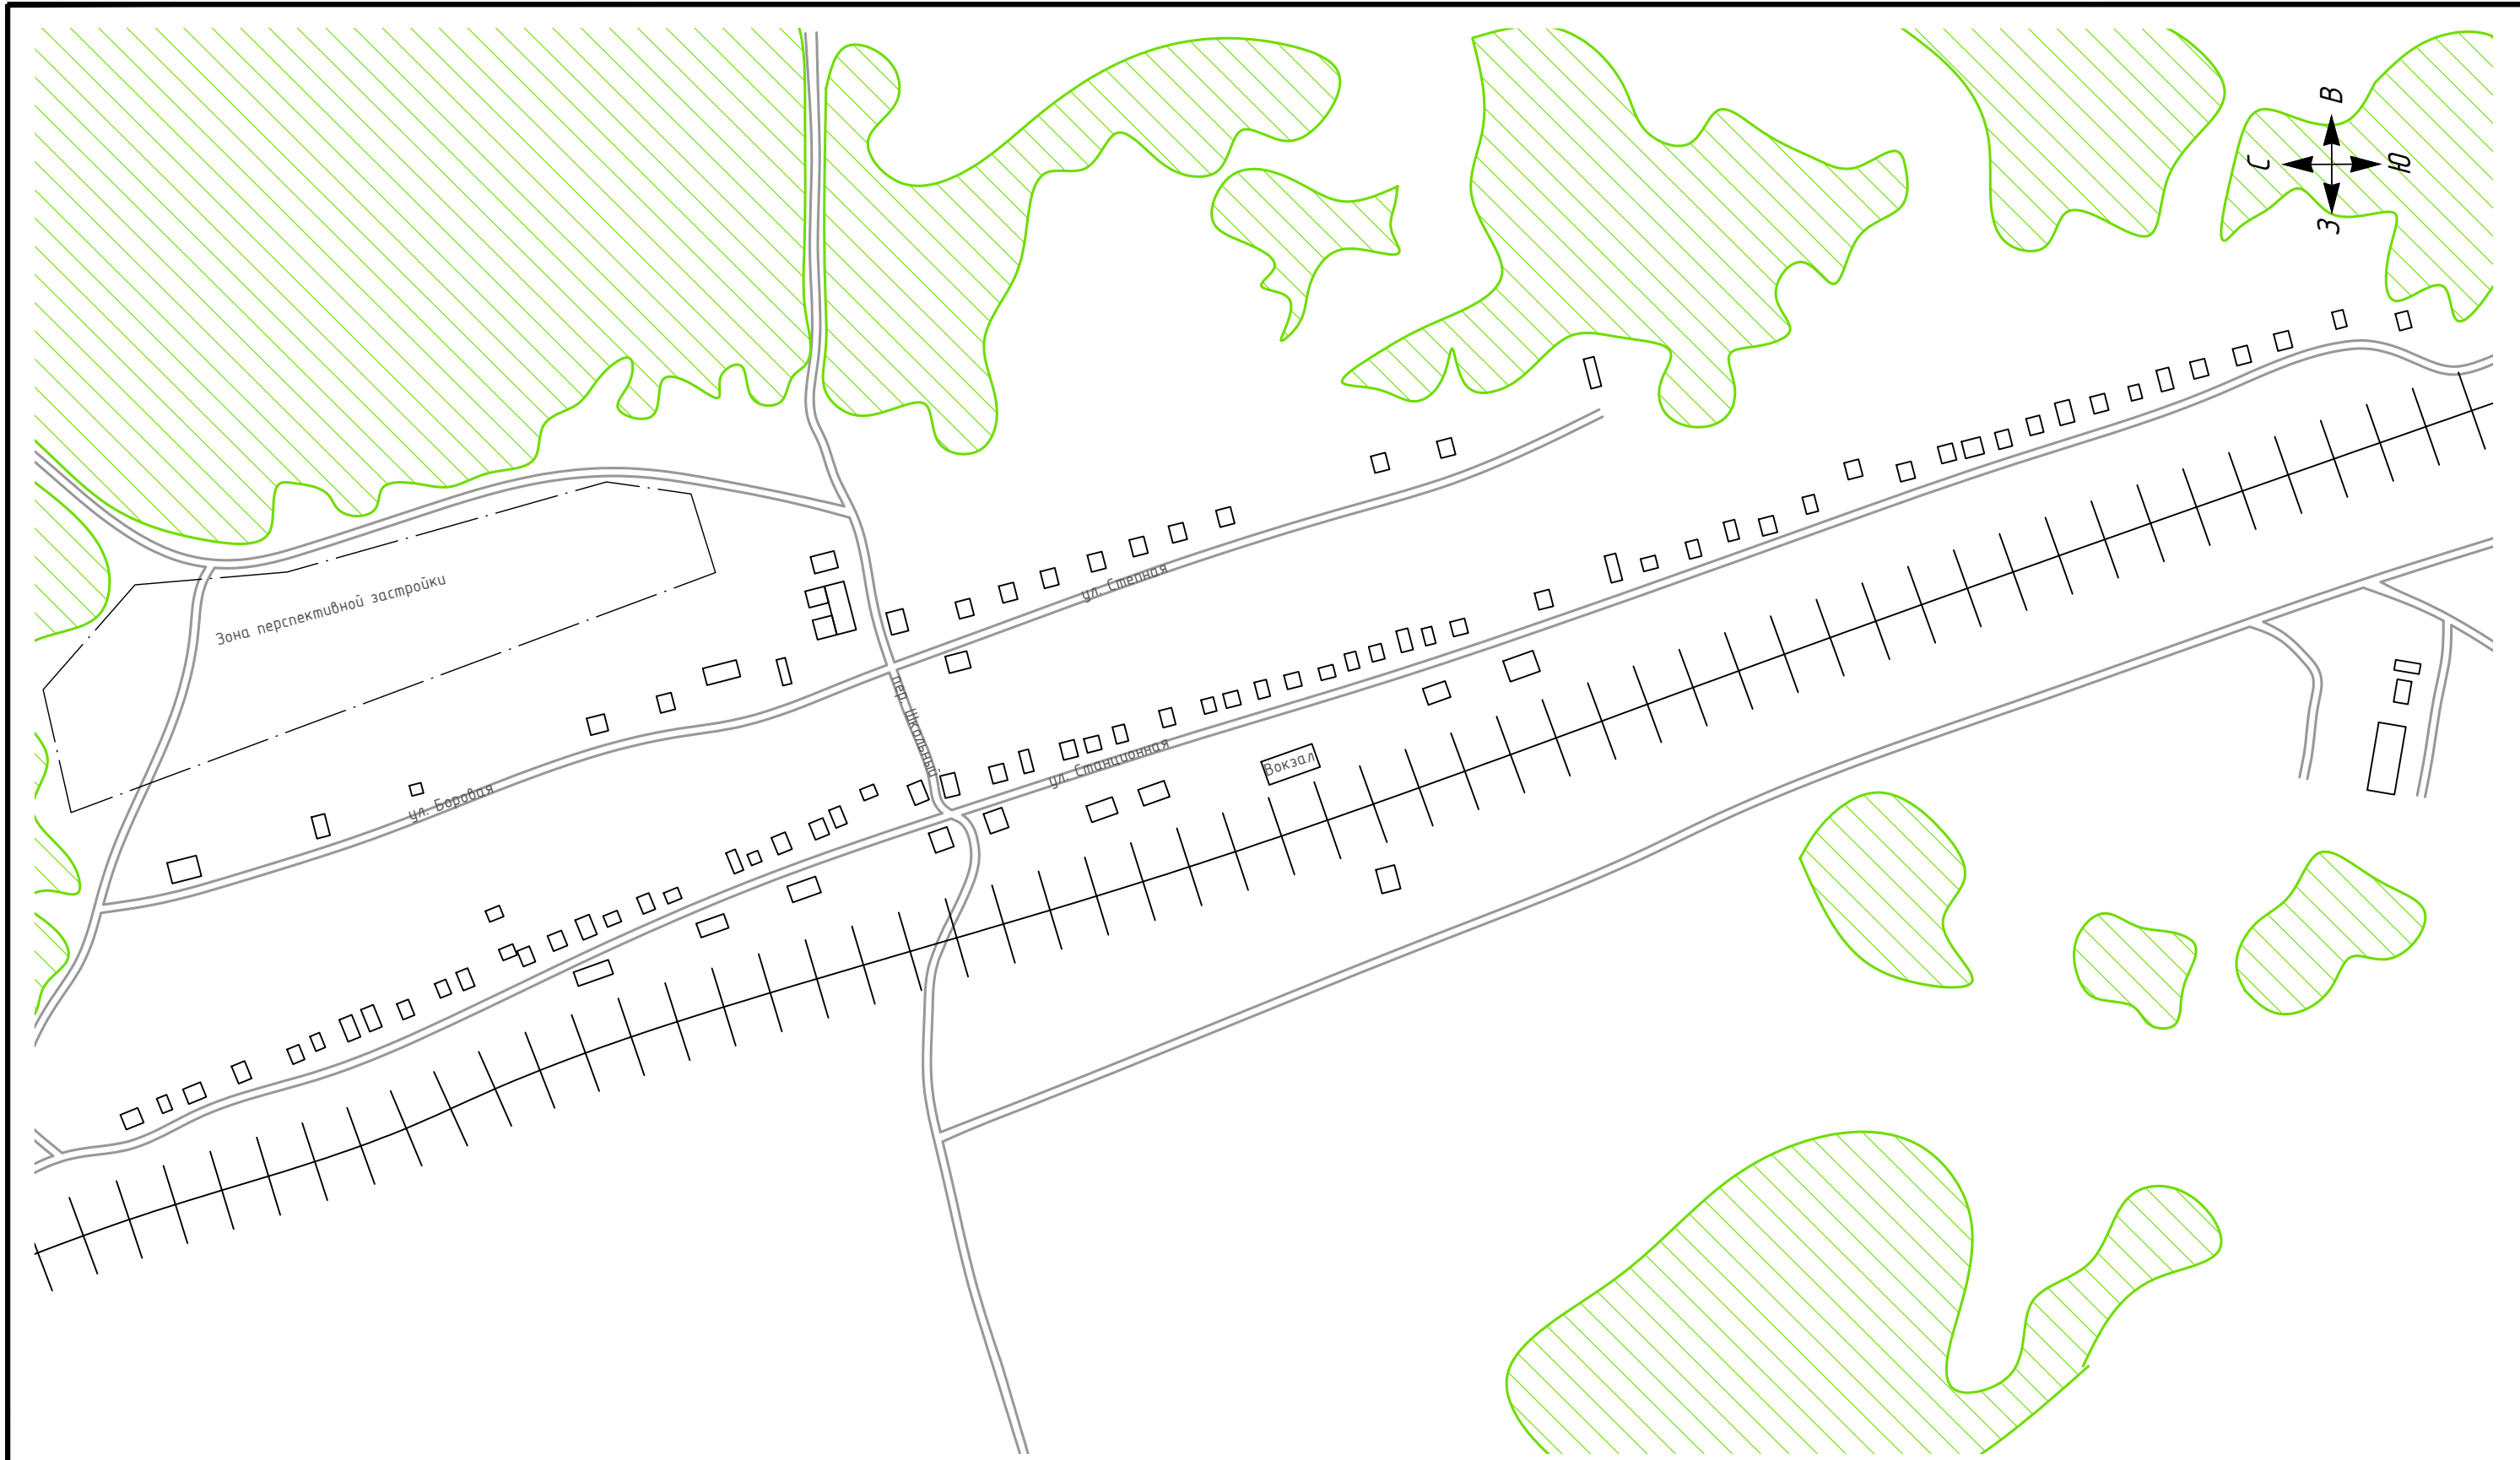 В
С
Ю
З
Зона перспективной застройки
ул. Степная
пер. Школьный
ул. Станционная
Вокзал
ул. Боровая